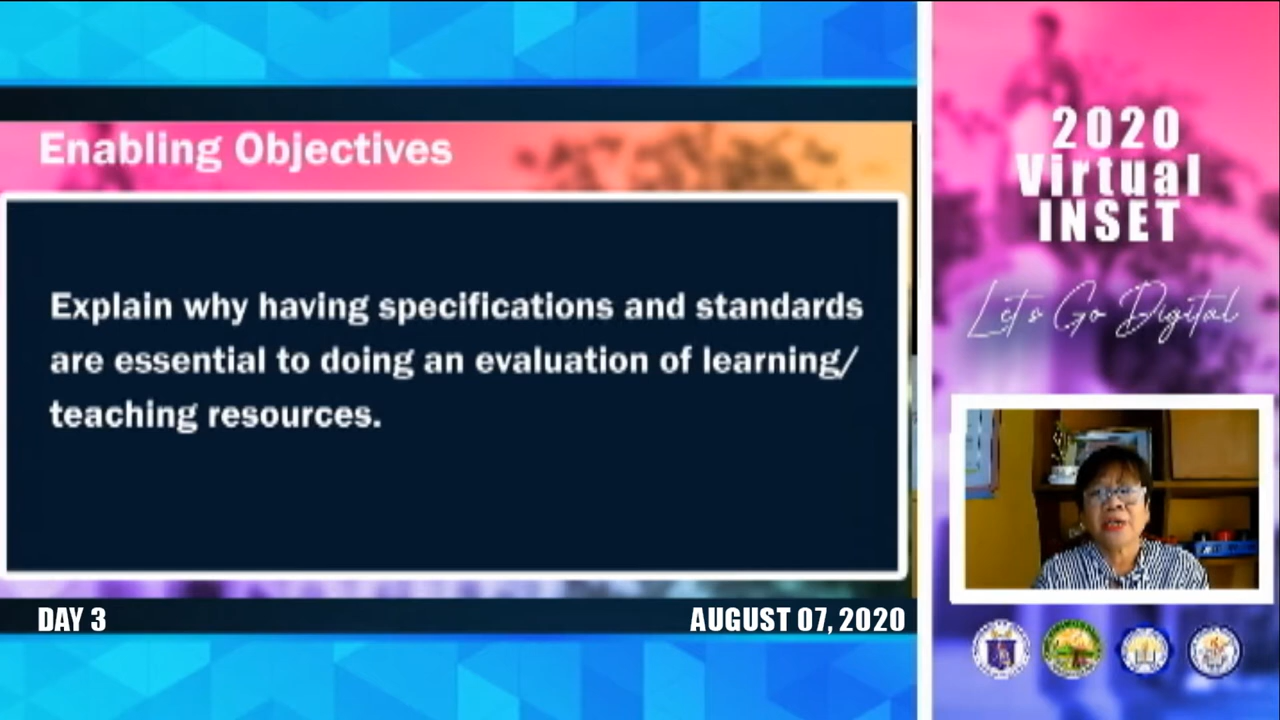 Enabling Objectives
Explain why having specifications and standards
are essential to doing an evaluation of learning/
teaching resources.
DAY 3
AUGUST 07, 2020
2020
Virtual
INSET
Let's Go Digital